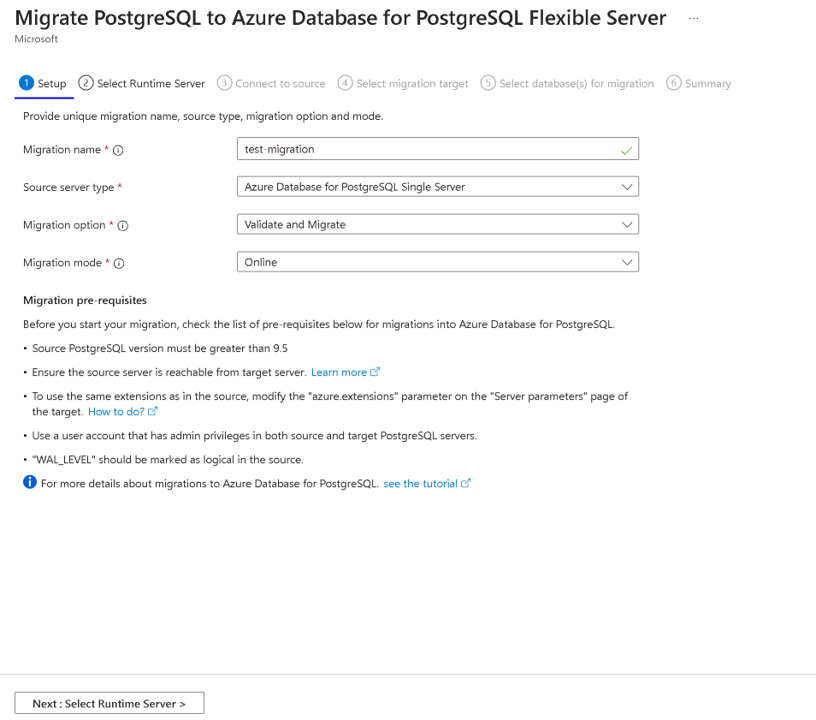 Migrate PostgreSQL to Azure Database for PostgreSQL Flexible Server ...
Microsoft
1 Setup 2 Select Runtime Server 3 Connect to source 4 Select migration target 5 Select database(s) for migration 6 Summary
Provide unique migration name, source type, migration option and mode.
Migration name * test-migration
Source server type * Azure Database for PostgreSQL Single Server
Migration option * Validate and Migrate
Migration mode * Online
Migration pre-requisites
Before you start your migration, check the list of pre-requisites below for migrations into Azure Database for PostgreSQL.
• Source PostgreSQL version must be greater than 9.5
• Ensure the source server is reachable from target server. Learn more
• To use the same extensions as in the source, modify the "azure.extensions" parameter on the "Server parameters" page of
the target. How to do?
• Use a user account that has admin privileges in both source and target PostgreSQL servers.
• "WAL_LEVEL" should be marked as logical in the source.
For more details about migrations to Azure Database for PostgreSQL. see the tutorial
Next : Select Runtime Server >